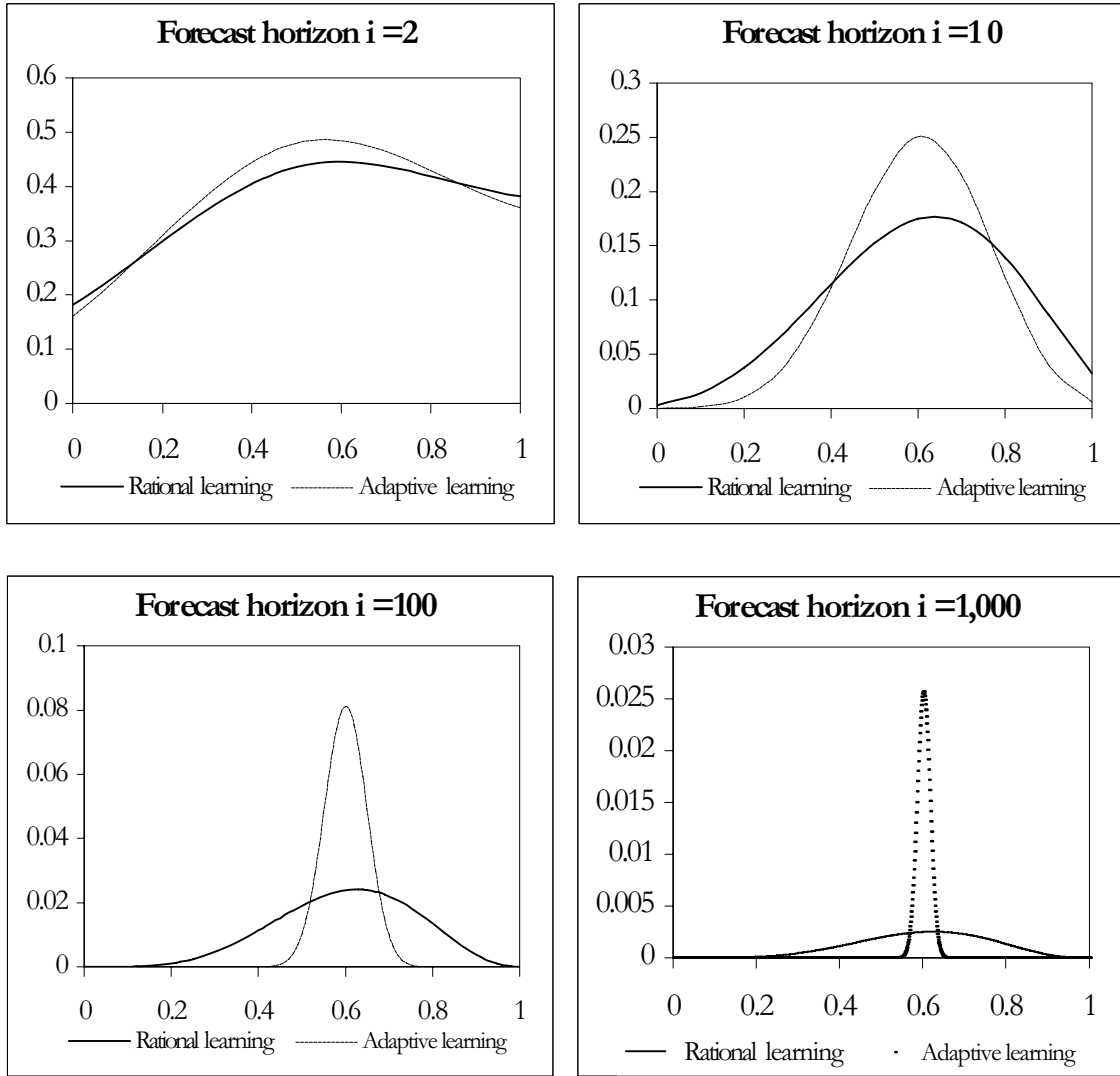 Forecast horizon i =2
0.6
0.5
0.4
0.3
0.2
0.1
0
0 0.2 0.4 0.6 0.8 1
Rational learning Adaptive learning
Forecast horizon i =1 0
0.3
0.25
0.2
0.15
0.1
0.05
0
0 0.2 0.4 0.6 0.8 1
Rational learning Adaptive learning
Forecast horizon i =100
0.1
0.08
0.06
0.04
0.02
0
0 0.2 0.4 0.6 0.8 1
Rational learning Adaptive learning
Forecast horizon i =1,000
0.03
0.025
0.02
0.015
0.01
0.005
0
0 0.2 0.4 0.6 0.8 1
Rational learning Adaptive learning